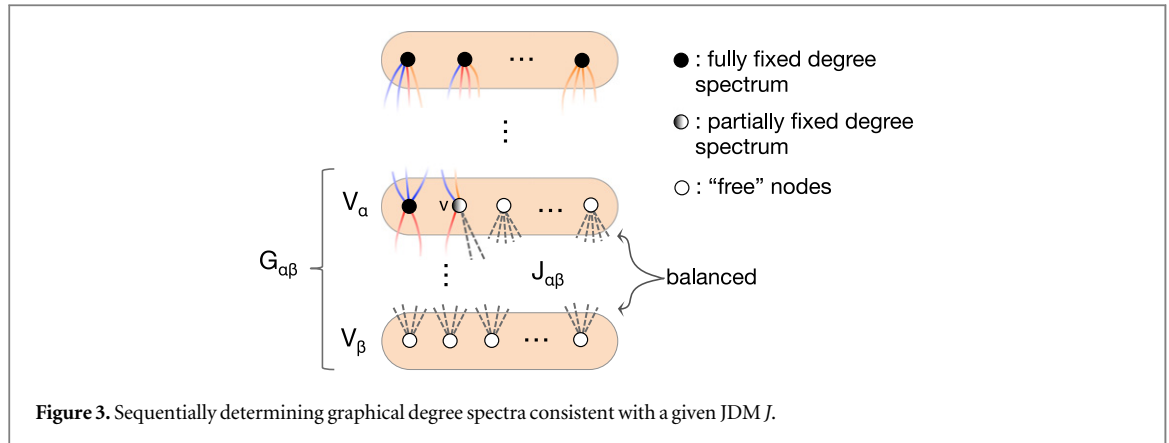 ● : fully fixed degree
spectrum
: partially fixed degree
spectrum
○ : “free” nodes
...
⋮
Vα
v
...
Gαβ
⋮
Jαβ
balanced
Vβ
...
Figure 3. Sequentially determining graphical degree spectra consistent with a given JDM J.